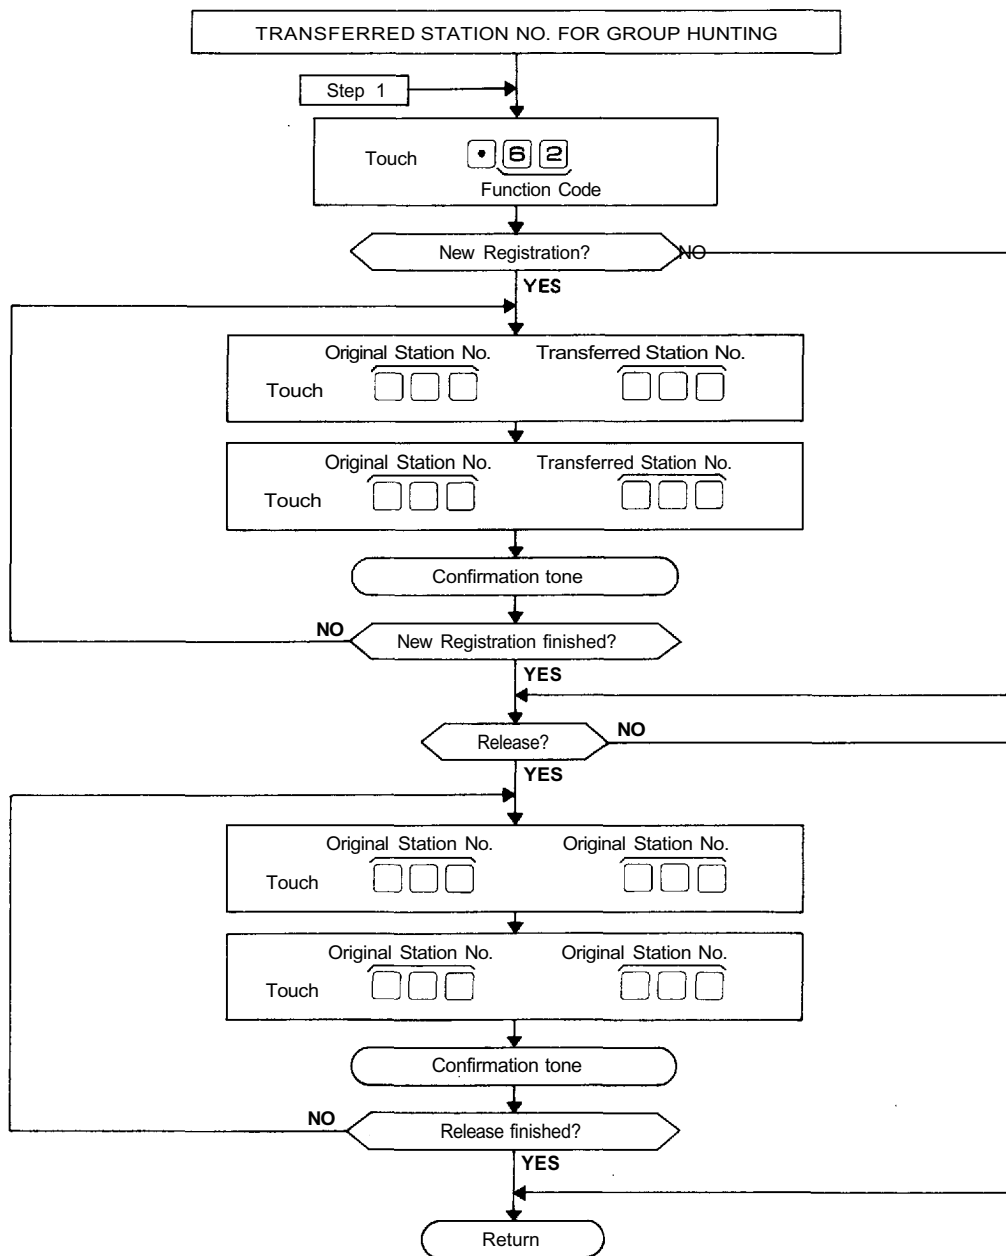 TRANSFERRED STATION NO. FOR GROUP HUNTING
Step 1
Touch • 6 2
Function Code
New Registration? NO
YES
Original Station No. Transferred Station No.
Touch
Original Station No. Transferred Station No.
Touch
Confirmation tone
NO New Registration finished?
YES
Release? NO
YES
Original Station No. Original Station No.
Touch
Original Station No. Original Station No.
Touch
Confirmation tone
NO Release finished?
YES
Return